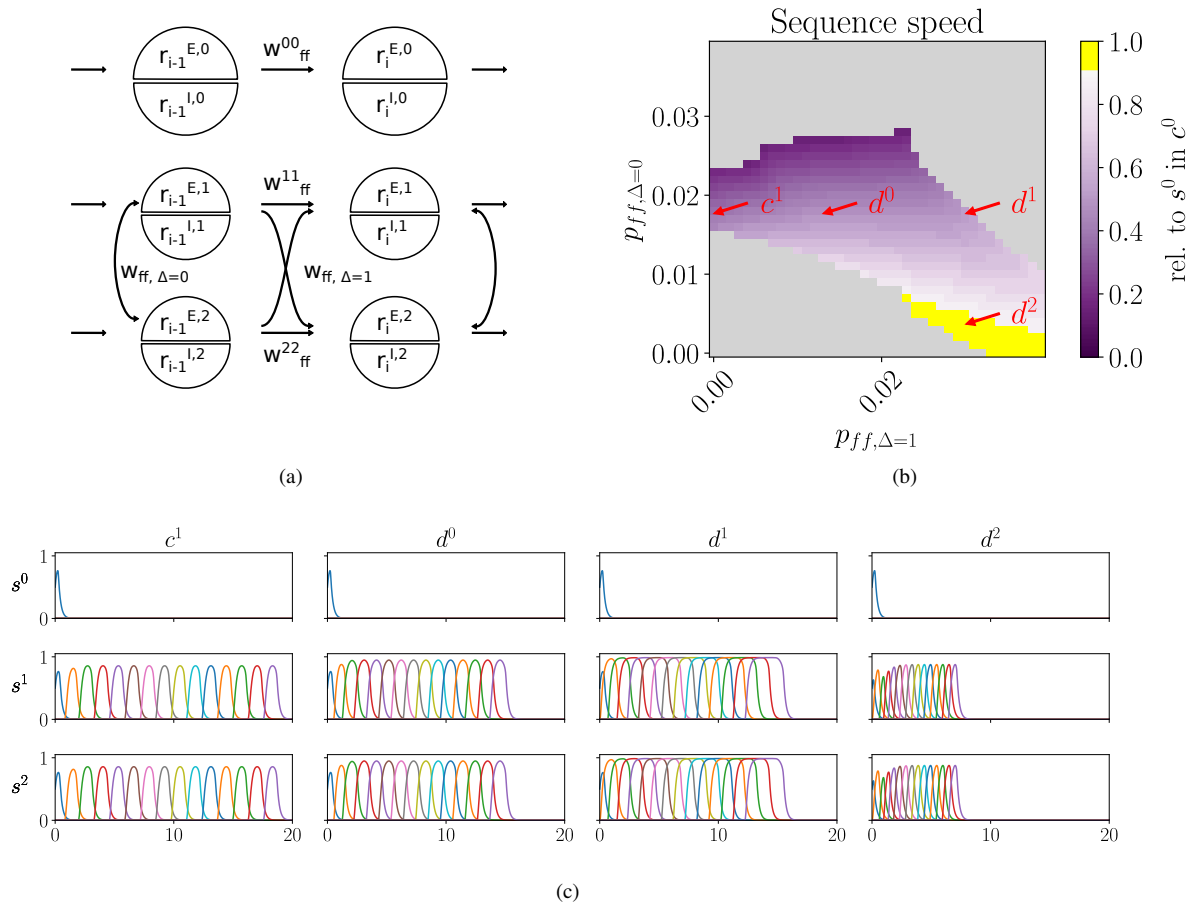 r_{i-1}^{E,0} w^{00}_{ff} r_i^{E,0}
r_{i-1}^{I,0} r_i^{I,0}
r_{i-1}^{E,1} w^{11}_{ff} r_i^{E,1}
r_{i-1}^{I,1} r_i^{I,1}
w_{ff, Δ=0} w_{ff, Δ=1}
r_{i-1}^{E,2} r_i^{E,2}
r_{i-1}^{I,2} w^{22}_{ff} r_i^{I,2}
(a)
Sequence speed
p_{ff,Δ=0}
0.03
0.02
0.01
0.00
c^1 d^0 d^1
d^2
0.00 0.02
p_{ff,Δ=1}
1.0
0.8
0.6
0.4
0.2
0.0
rel. to s^0 in c^0
(b)
c^1 d^0 d^1 d^2
1
s^0
0
1
s^1
0
1
s^2
0
0 10 20 0 10 20 0 10 20 0 10 20
(c)